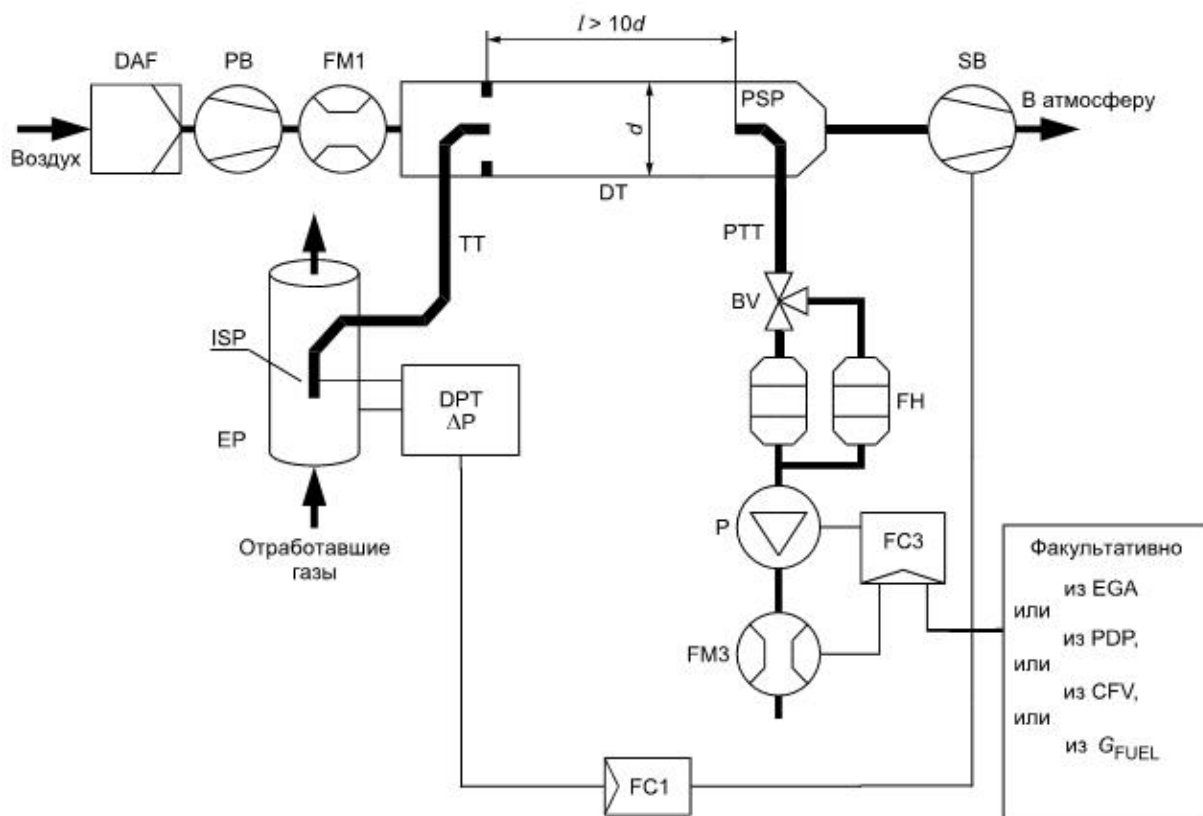 l > 10d
DAF
PB
FM1
SB
PSP
В атмосферу
d
Воздух
DT
TT
PTT
BV
ISP
DPT
ΔP
FH
EP
P
FC3
Отработавшие
газы
Факультативно
из EGA
или
из PDP,
или
из CFV,
или
из G_FUEL
FM3
FC1